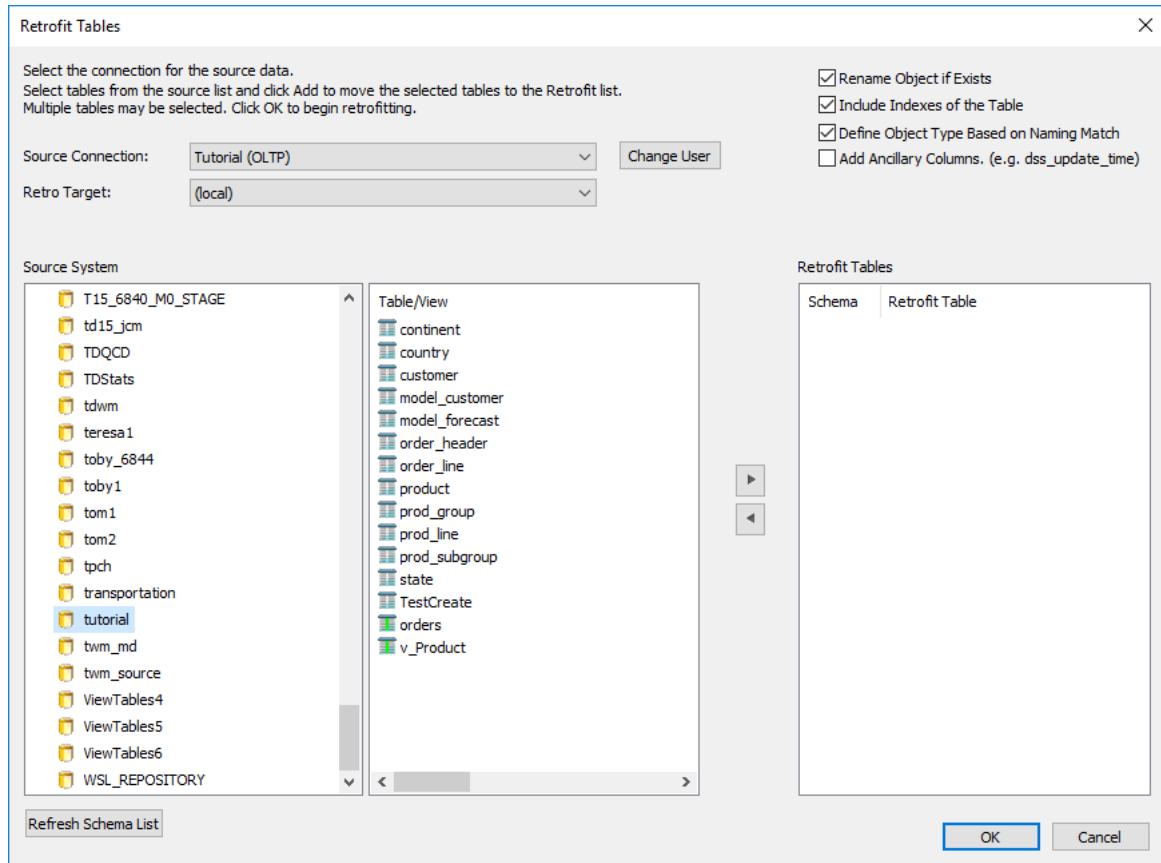 Retrofit Tables
Select the connection for the source data.
Select tables from the source list and click Add to move the selected tables to the Retrofit list.
Multiple tables may be selected. Click OK to begin retrofitting.
Rename Object if Exists
Include Indexes of the Table
Define Object Type Based on Naming Match
Add Ancillary Columns. (e.g. dss_update_time)
Source Connection: Tutorial (OLTP) Change User
Retro Target: (local)
Source System
T15_6840_M0_STAGE
td15_jcm
TDQCD
TDStats
tdwm
teresa1
toby_6844
toby1
tom1
tom2
tpch
transportation
tutorial
twm_md
twm_source
ViewTables4
ViewTables5
ViewTables6
WSL_REPOSITORY
Table/View
continent
country
customer
model_customer
model_forecast
order_header
order_line
product
prod_group
prod_line
prod_subgroup
state
TestCreate
orders
v_Product
Retrofit Tables
Schema Retrofit Table
Refresh Schema List
OK Cancel